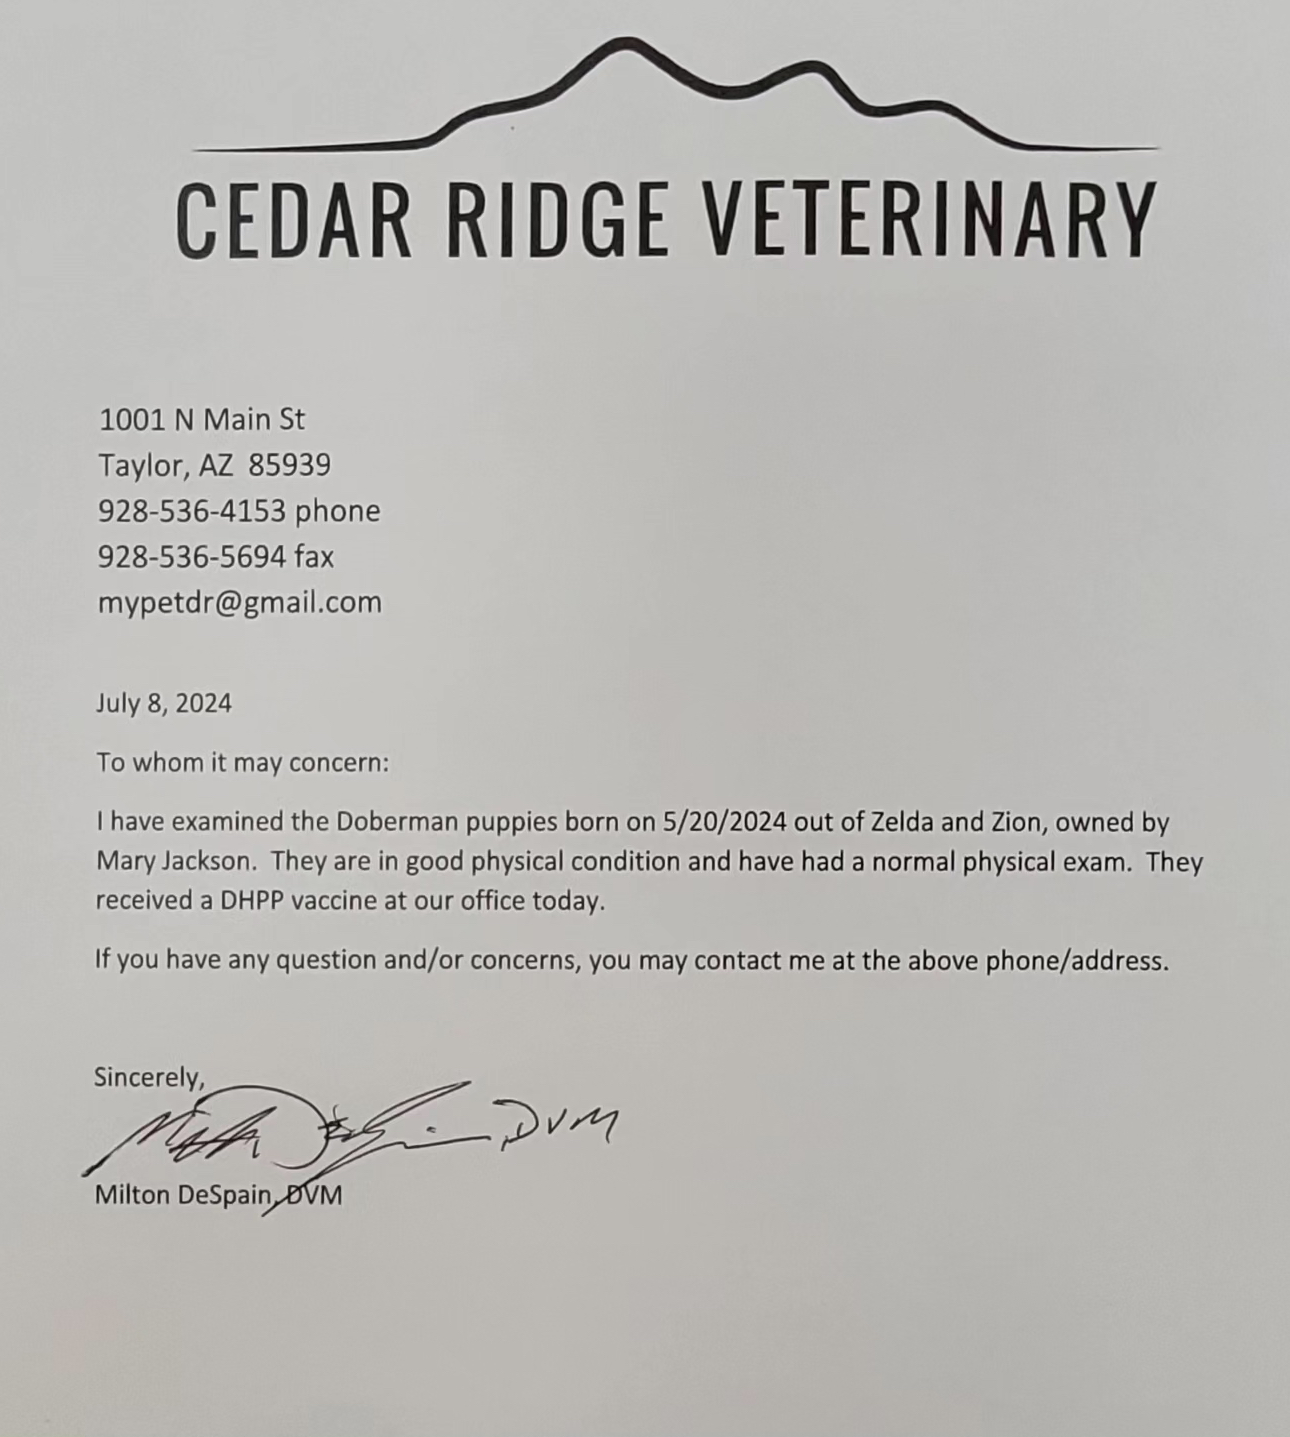 CEDAR RIDGE VETERINARY
1001 N Main St
Taylor, AZ  85939
928-536-4153 phone
928-536-5694 fax
mypetdr@gmail.com
July 8, 2024
To whom it may concern:
I have examined the Doberman puppies born on 5/20/2024 out of Zelda and Zion, owned by
Mary Jackson.  They are in good physical condition and have had a normal physical exam.  They
received a DHPP vaccine at our office today.
If you have any question and/or concerns, you may contact me at the above phone/address.
Sincerely,
DVM
Milton DeSpain, DVM